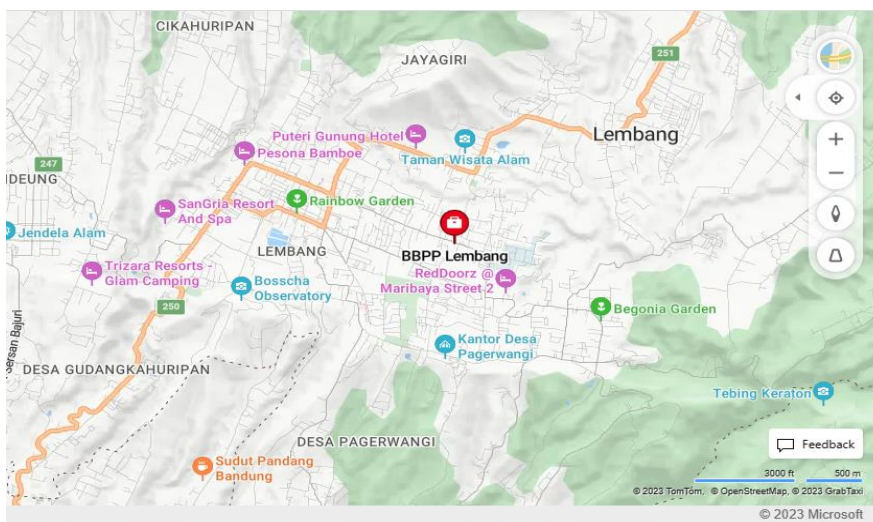 CIKAHURIPAN
JAYAGIRI
251
Lembang
Puteri Gunung Hotel
Pesona Bamboe
Taman Wisata Alam
247
IDEUNG
SanGria Resort
And Spa
Rainbow Garden
Jendela Alam
LEMBANG
BBPP Lembang
RedDoorz @
Maribaya Street 2
Trizara Resorts -
Glam Camping
Bosscha
Observatory
250
Begonia Garden
Sersan Bajuri
Kantor Desa
Pagerwangi
DESA GUDANGKAHURIPAN
Tebing Keraton
DESA PAGERWANGI
Feedback
Sudut Pandang
Bandung
3000 ft
500 m
© 2023 TomTom, © OpenStreetMap, © 2023 GrabTaxi
© 2023 Microsoft